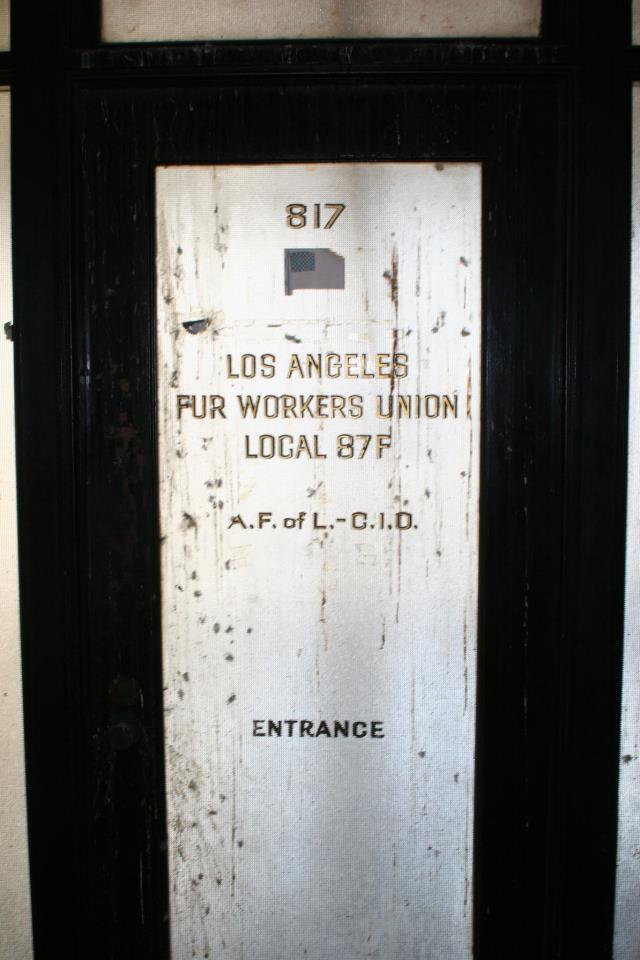 817
LOS ANGELES
FUR WORKERS UNION
LOCAL 87F
A.F. of L.-C.I.O.
ENTRANCE